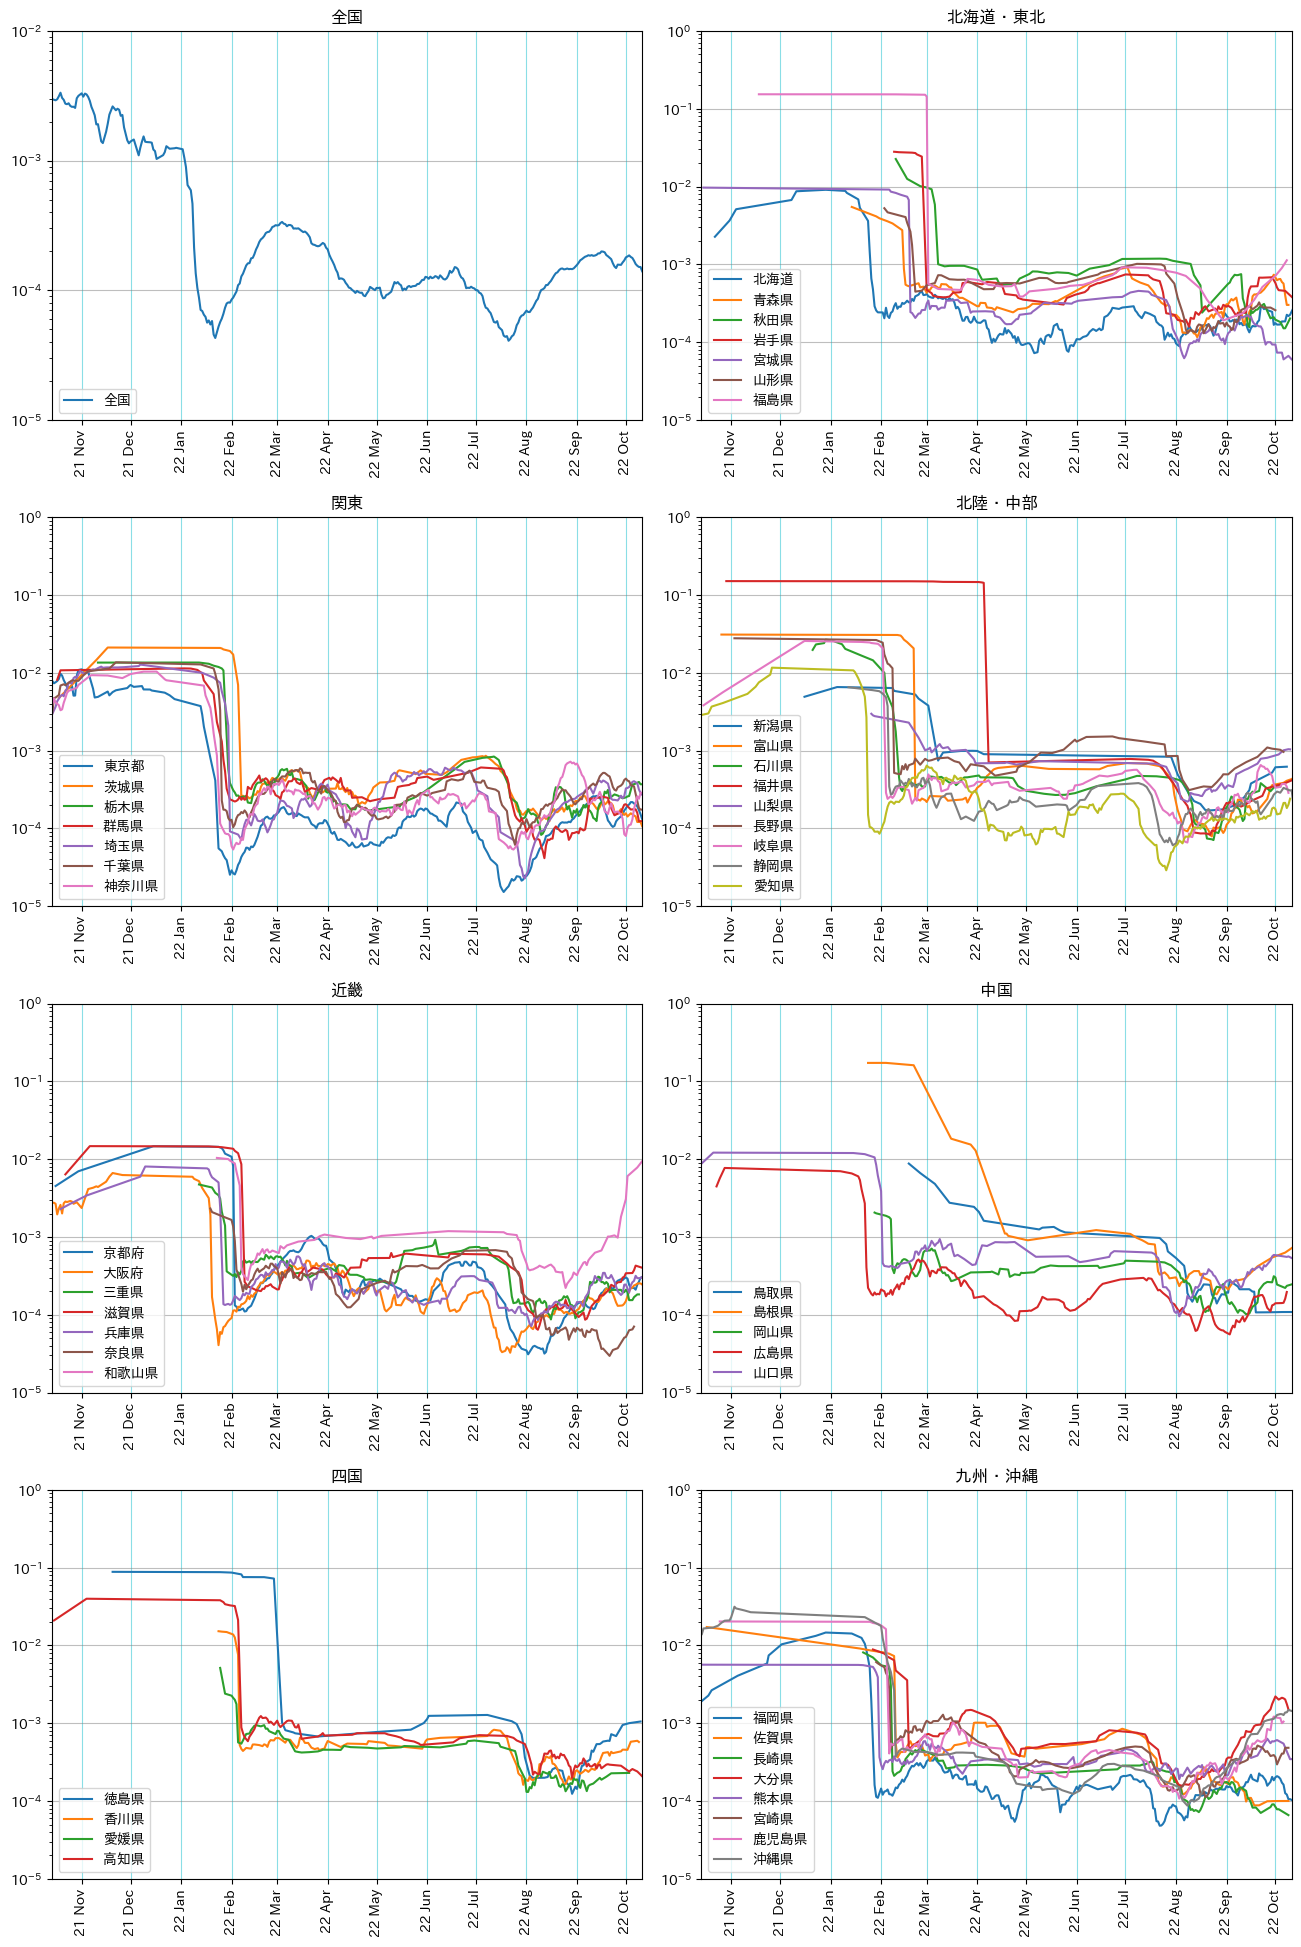 全国
10⁻²
10⁻³
10⁻⁴
10⁻⁵
全国
21 Nov
21 Dec
22 Jan
22 Feb
22 Mar
22 Apr
22 May
22 Jun
22 Jul
22 Aug
22 Sep
22 Oct
北海道・東北
10⁰
10⁻¹
10⁻²
10⁻³
10⁻⁴
10⁻⁵
北海道
青森県
秋田県
岩手県
宮城県
山形県
福島県
21 Nov
21 Dec
22 Jan
22 Feb
22 Mar
22 Apr
22 May
22 Jun
22 Jul
22 Aug
22 Sep
22 Oct
関東
10⁰
10⁻¹
10⁻²
10⁻³
10⁻⁴
10⁻⁵
東京都
茨城県
栃木県
群馬県
埼玉県
千葉県
神奈川県
21 Nov
21 Dec
22 Jan
22 Feb
22 Mar
22 Apr
22 May
22 Jun
22 Jul
22 Aug
22 Sep
22 Oct
北陸・中部
10⁰
10⁻¹
10⁻²
10⁻³
10⁻⁴
10⁻⁵
新潟県
富山県
石川県
福井県
山梨県
長野県
岐阜県
静岡県
愛知県
21 Nov
21 Dec
22 Jan
22 Feb
22 Mar
22 Apr
22 May
22 Jun
22 Jul
22 Aug
22 Sep
22 Oct
近畿
10⁰
10⁻¹
10⁻²
10⁻³
10⁻⁴
10⁻⁵
京都府
大阪府
三重県
滋賀県
兵庫県
奈良県
和歌山県
21 Nov
21 Dec
22 Jan
22 Feb
22 Mar
22 Apr
22 May
22 Jun
22 Jul
22 Aug
22 Sep
22 Oct
中国
10⁰
10⁻¹
10⁻²
10⁻³
10⁻⁴
10⁻⁵
鳥取県
島根県
岡山県
広島県
山口県
21 Nov
21 Dec
22 Jan
22 Feb
22 Mar
22 Apr
22 May
22 Jun
22 Jul
22 Aug
22 Sep
22 Oct
四国
10⁰
10⁻¹
10⁻²
10⁻³
10⁻⁴
10⁻⁵
徳島県
香川県
愛媛県
高知県
21 Nov
21 Dec
22 Jan
22 Feb
22 Mar
22 Apr
22 May
22 Jun
22 Jul
22 Aug
22 Sep
22 Oct
九州・沖縄
10⁰
10⁻¹
10⁻²
10⁻³
10⁻⁴
10⁻⁵
福岡県
佐賀県
長崎県
大分県
熊本県
宮崎県
鹿児島県
沖縄県
21 Nov
21 Dec
22 Jan
22 Feb
22 Mar
22 Apr
22 May
22 Jun
22 Jul
22 Aug
22 Sep
22 Oct